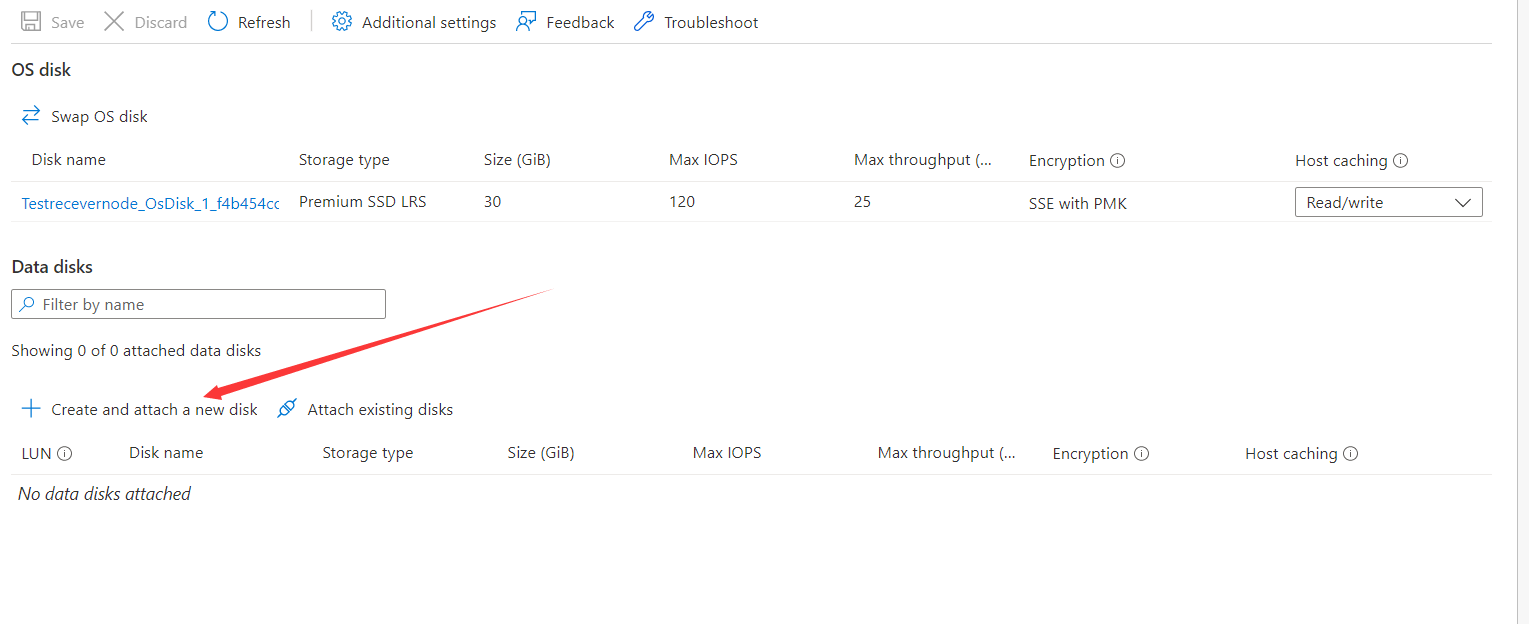 Save Discard Refresh Additional settings Feedback Troubleshoot
OS disk
Swap OS disk
Disk name Storage type Size (GiB) Max IOPS Max throughput (... Encryption Host caching
Testrecevernode_OsDisk_1_f4b454cc Premium SSD LRS 30 120 25 SSE with PMK Read/write
Data disks
Filter by name
Showing 0 of 0 attached data disks
Create and attach a new disk Attach existing disks
LUN Disk name Storage type Size (GiB) Max IOPS Max throughput (... Encryption Host caching
No data disks attached